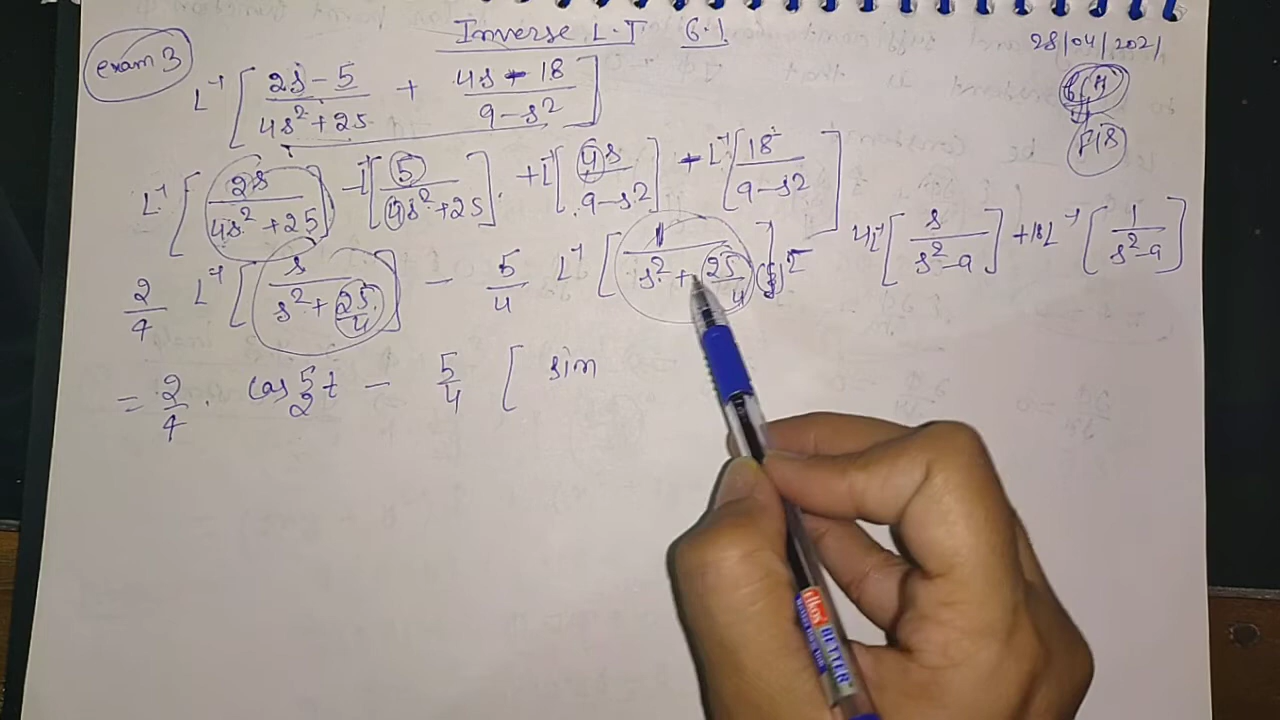 Inverse L.T 6.1
28/04/2021
exam 3
L⁻¹ [ (2s - 5)/(4s² + 25) + (4s - 18)/(9 - s²) ]
L⁻¹ [ 2s/(4s² + 25) ] - L⁻¹ [ 5/(4s² + 25) ] + L⁻¹ [ 4s/(9 - s²) ] - L⁻¹ [ 18/(9 - s²) ]
2/4 L⁻¹ [ s/(s² + 25/4) ] - 5/4 L⁻¹ [ 1/(s² + 25/4) ] - 4L⁻¹ [ s/(s² - 9) ] + 18L⁻¹ [ 1/(s² - 9) ]
= 2/4 . Cos 5/2 t - 5/4 [ sin
elkos BETTER